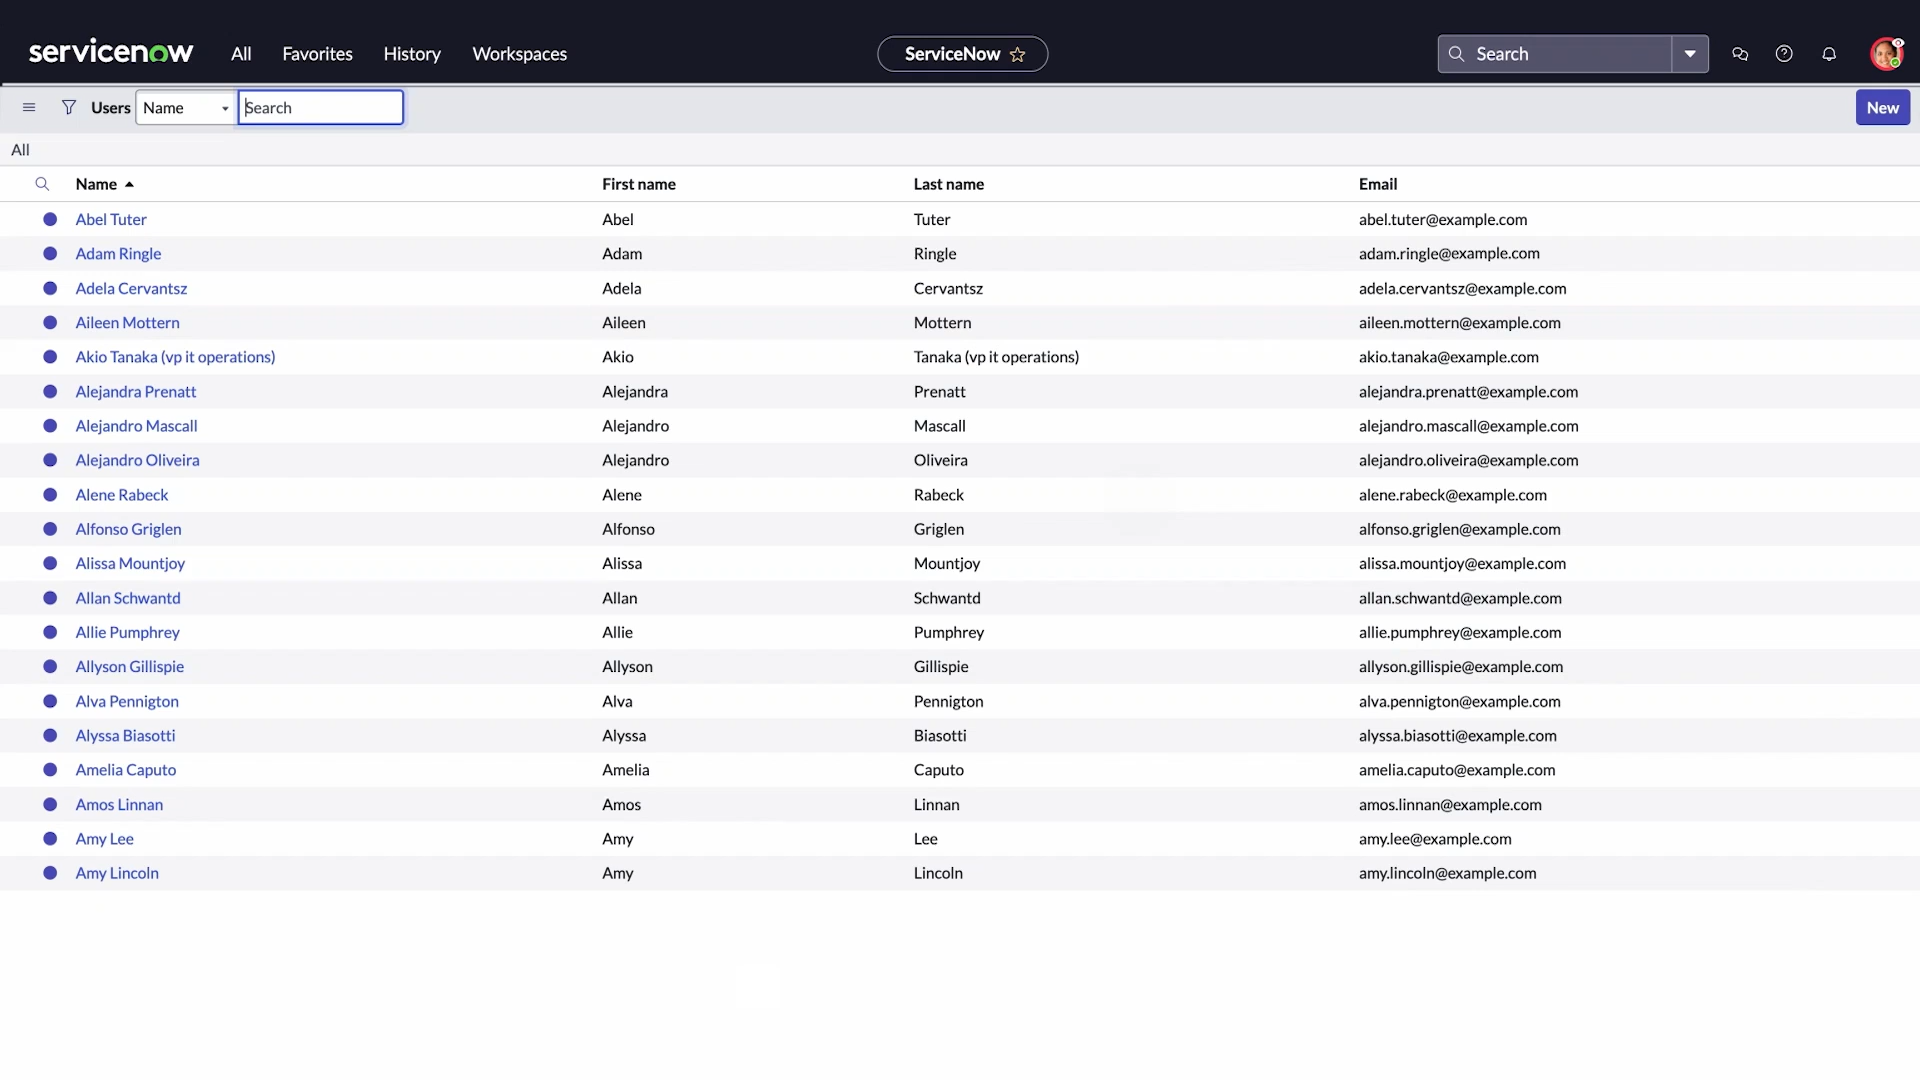 servicenow All Favorites History Workspaces ServiceNow Search
Users Name Search New
All
Name First name Last name Email
Abel Tuter Abel Tuter abel.tuter@example.com
Adam Ringle Adam Ringle adam.ringle@example.com
Adela Cervantsz Adela Cervantsz adela.cervantsz@example.com
Aileen Mottern Aileen Mottern aileen.mottern@example.com
Akio Tanaka (vp it operations) Akio Tanaka (vp it operations) akio.tanaka@example.com
Alejandra Prenatt Alejandra Prenatt alejandra.prenatt@example.com
Alejandro Mascall Alejandro Mascall alejandro.mascall@example.com
Alejandro Oliveira Alejandro Oliveira alejandro.oliveira@example.com
Alene Rabeck Alene Rabeck alene.rabeck@example.com
Alfonso Griglen Alfonso Griglen alfonso.griglen@example.com
Alissa Mountjoy Alissa Mountjoy alissa.mountjoy@example.com
Allan Schwantd Allan Schwantd allan.schwantd@example.com
Allie Pumphrey Allie Pumphrey allie.pumphrey@example.com
Allyson Gillispie Allyson Gillispie allyson.gillispie@example.com
Alva Pennigton Alva Pennigton alva.pennigton@example.com
Alyssa Biasotti Alyssa Biasotti alyssa.biasotti@example.com
Amelia Caputo Amelia Caputo amelia.caputo@example.com
Amos Linnan Amos Linnan amos.linnan@example.com
Amy Lee Amy Lee amy.lee@example.com
Amy Lincoln Amy Lincoln amy.lincoln@example.com